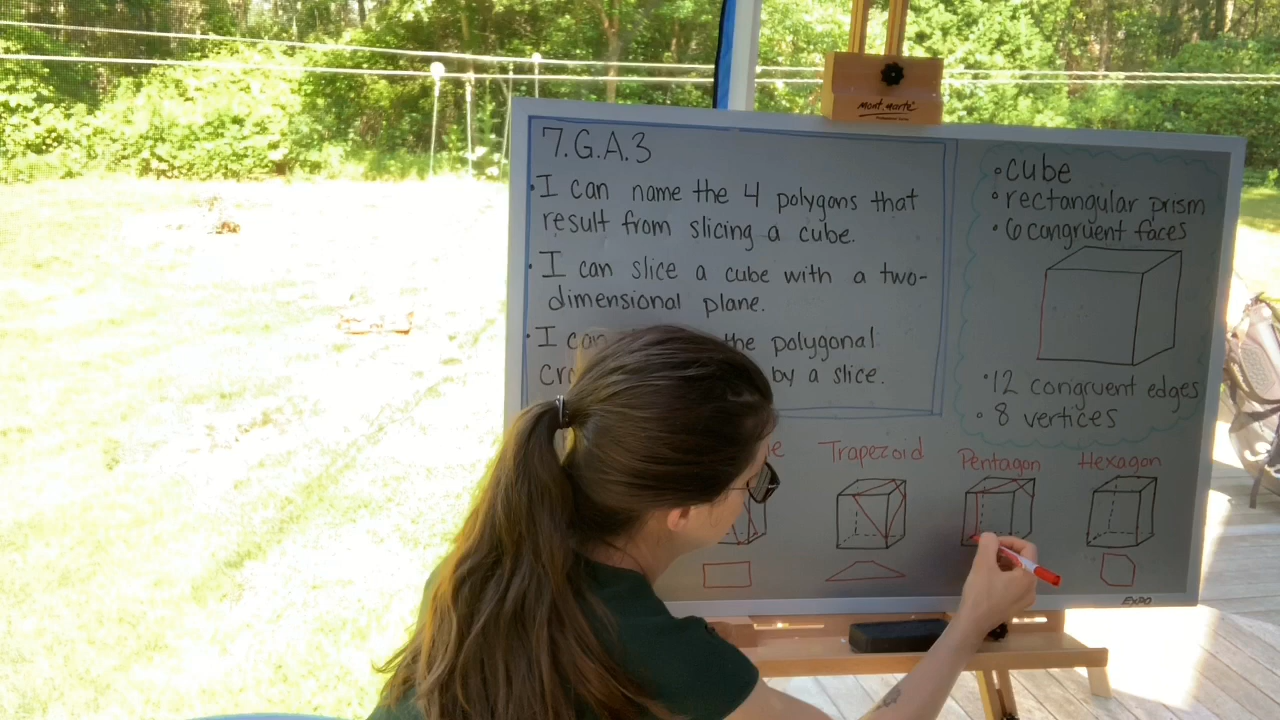 mont marte
7.G.A.3
• I can name the 4 polygons that
result from slicing a cube.
• I can slice a cube with a two-
dimensional plane.
• I can the polygonal
by a slice.
• cube
• rectangular prism
• 6 congruent faces
• 12 congruent edges
• 8 vertices
Trapezoid
Pentagon
Hexagon
EXPO